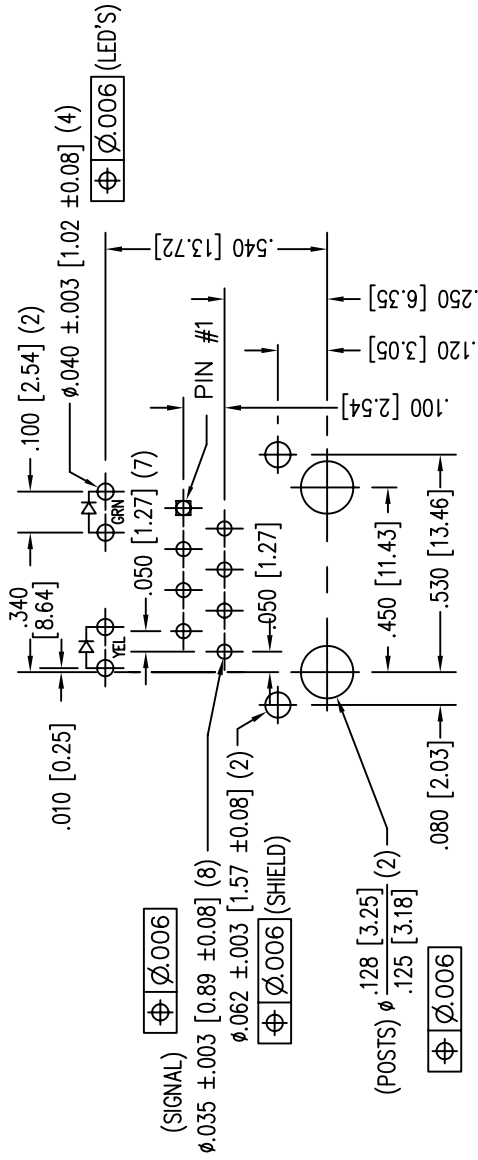 .100 [2.54] (2)
ø.040 ±.003 [1.02 ±0.08] (4)
⌖ Ø.006 (LED'S)
.340
[8.64]
.010 [0.25]
YEL
GRN
.050 [1.27] (7)
PIN #1
.540 [13.72]
.050 [1.27]
.100 [2.54]
.120 [3.05]
.250 [6.35]
⌖ Ø.006
(SIGNAL)
ø.035 ±.003 [0.89 ±0.08] (8)
ø.062 ±.003 [1.57 ±0.08] (2)
⌖ Ø.006 (SHIELD)
.450 [11.43]
.530 [13.46]
.080 [2.03]
(POSTS) ø .128 [3.25] (2)
.125 [3.18]
⌖ Ø.006